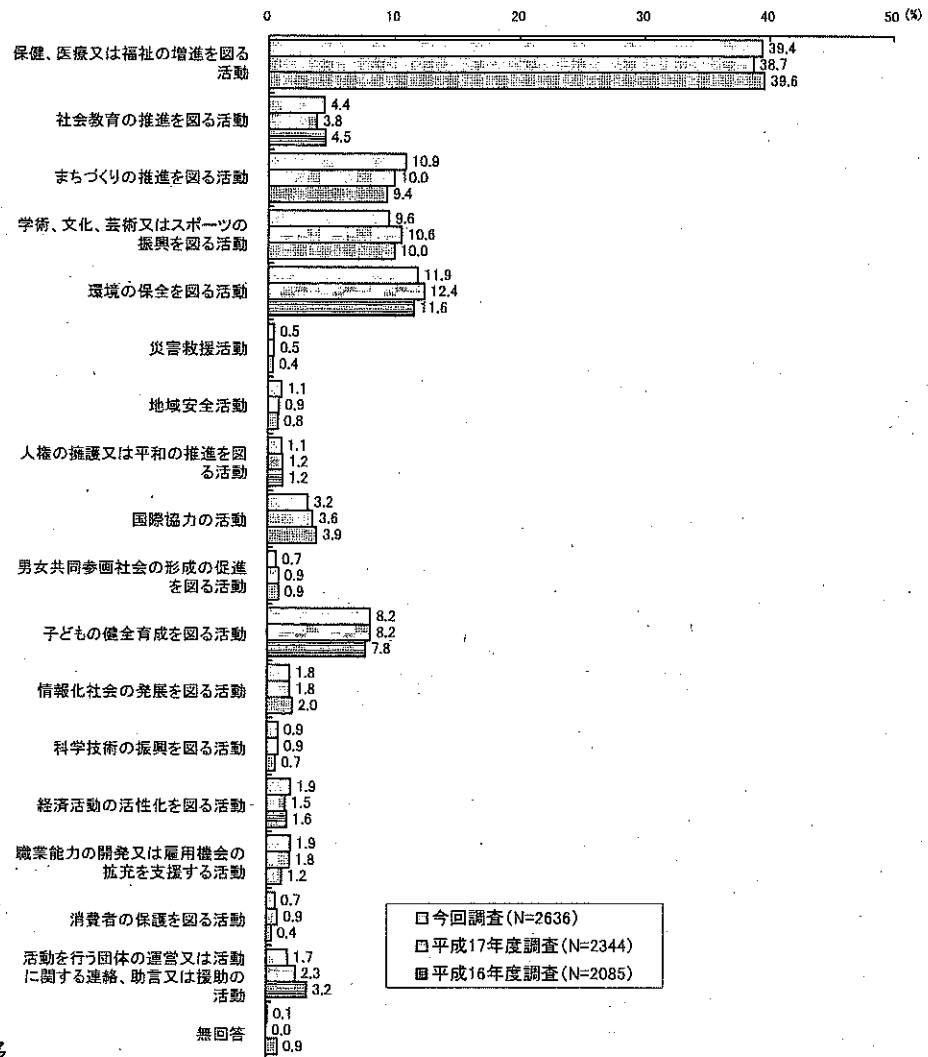 0 10 20 30 40 50 (%)
保健、医療又は福祉の増進を図る
活動
39.4
38.7
39.6
社会教育の推進を図る活動
4.4
3.8
4.5
まちづくりの推進を図る活動
10.9
10.0
9.4
学術、文化、芸術又はスポーツの
振興を図る活動
9.6
10.6
10.0
環境の保全を図る活動
11.9
12.4
11.6
災害救援活動
0.5
0.5
0.4
地域安全活動
1.1
0.9
0.8
人権の擁護又は平和の推進を図
る活動
1.1
1.2
1.2
国際協力の活動
3.2
3.6
3.9
男女共同参画社会の形成の促進
を図る活動
0.7
0.9
0.9
子どもの健全育成を図る活動
8.2
8.2
7.8
情報化社会の発展を図る活動
1.8
1.8
2.0
科学技術の振興を図る活動
0.9
0.9
0.7
経済活動の活性化を図る活動
1.9
1.5
1.6
職業能力の開発又は雇用機会の
拡充を支援する活動
1.9
1.8
1.2
消費者の保護を図る活動
0.7
0.9
0.4
活動を行う団体の運営又は活動
に関する連絡、助言又は援助の
活動
1.7
2.3
3.2
無回答
0.1
0.0
0.9
今回調査(N=2636)
平成17年度調査(N=2344)
平成16年度調査(N=2085)